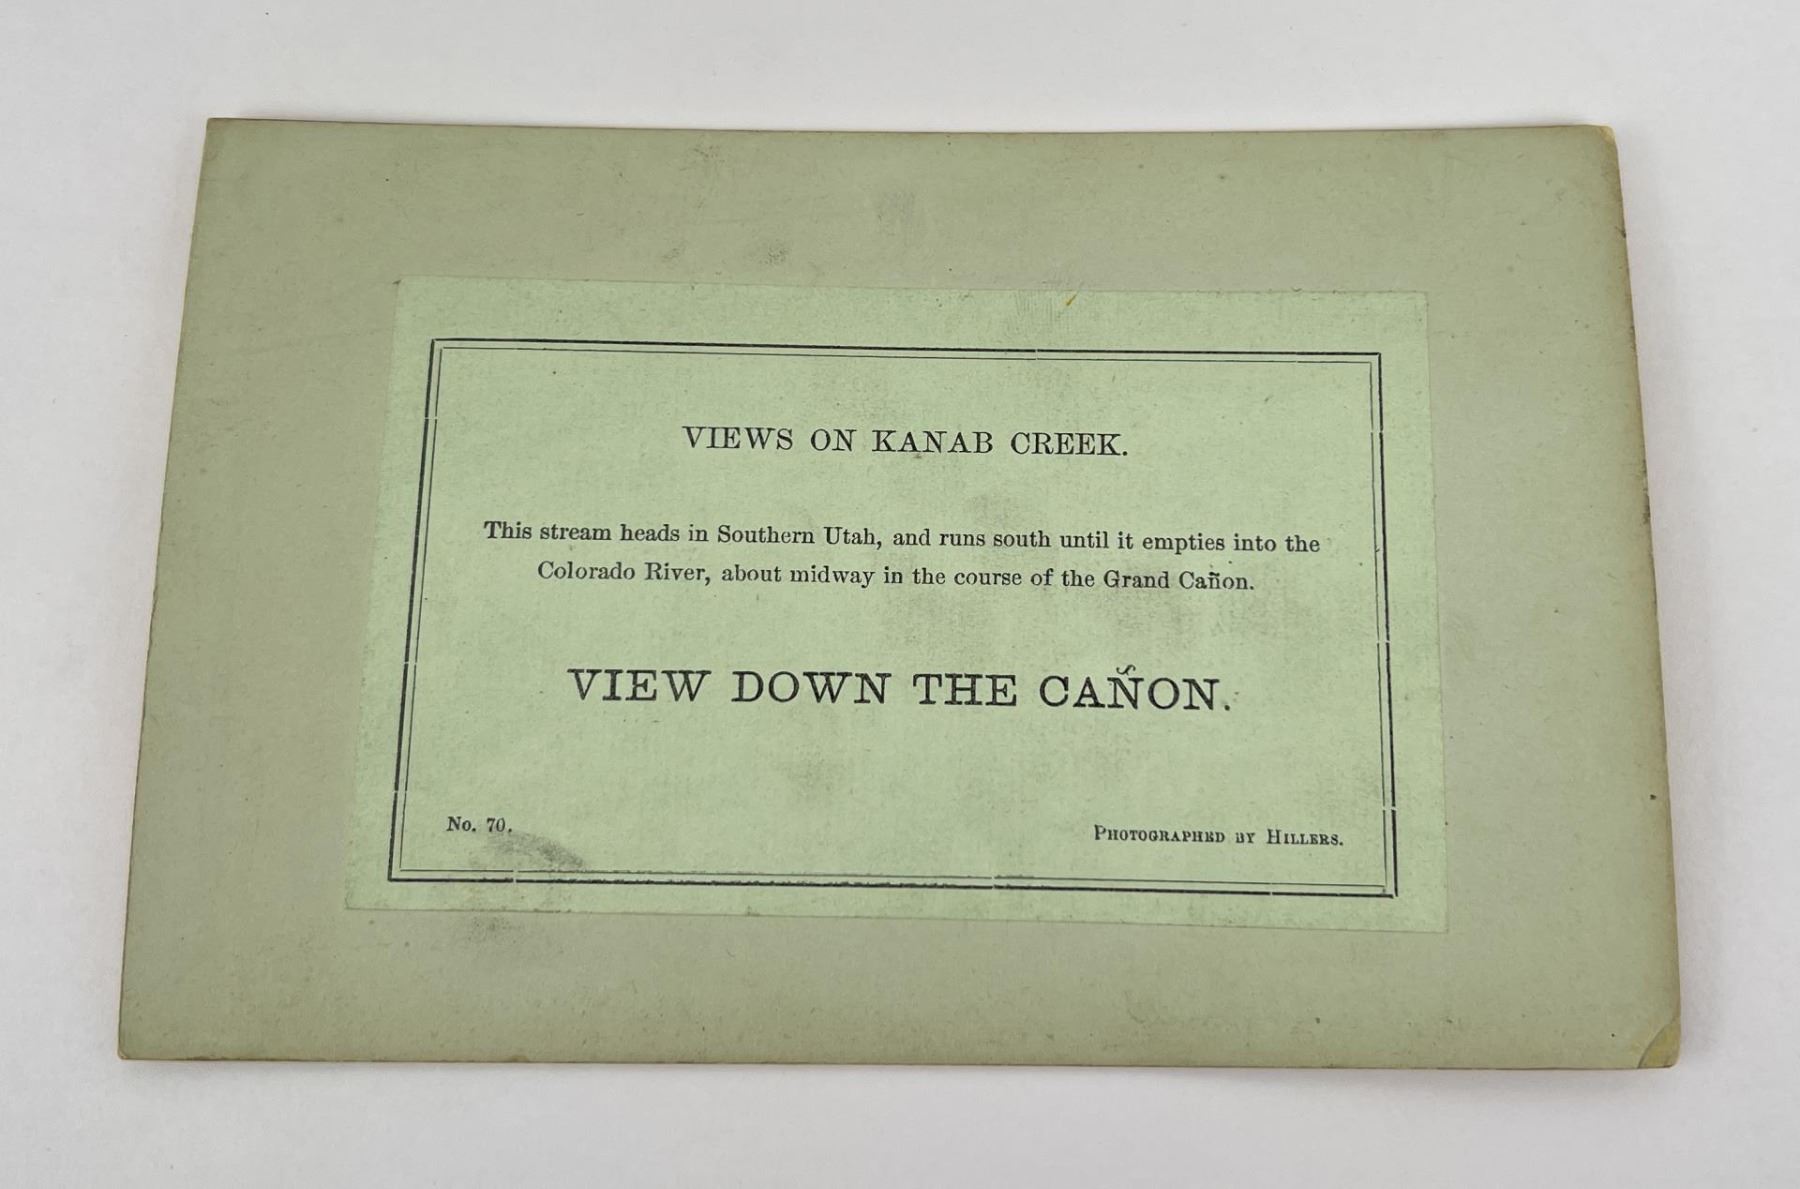 VIEWS ON KANAB CREEK.
This stream heads in Southern Utah, and runs south until it empties into the
Colorado River, about midway in the course of the Grand Cañon.
VIEW DOWN THE CAÑON.
No. 70.
PHOTOGRAPHED BY HILLERS.